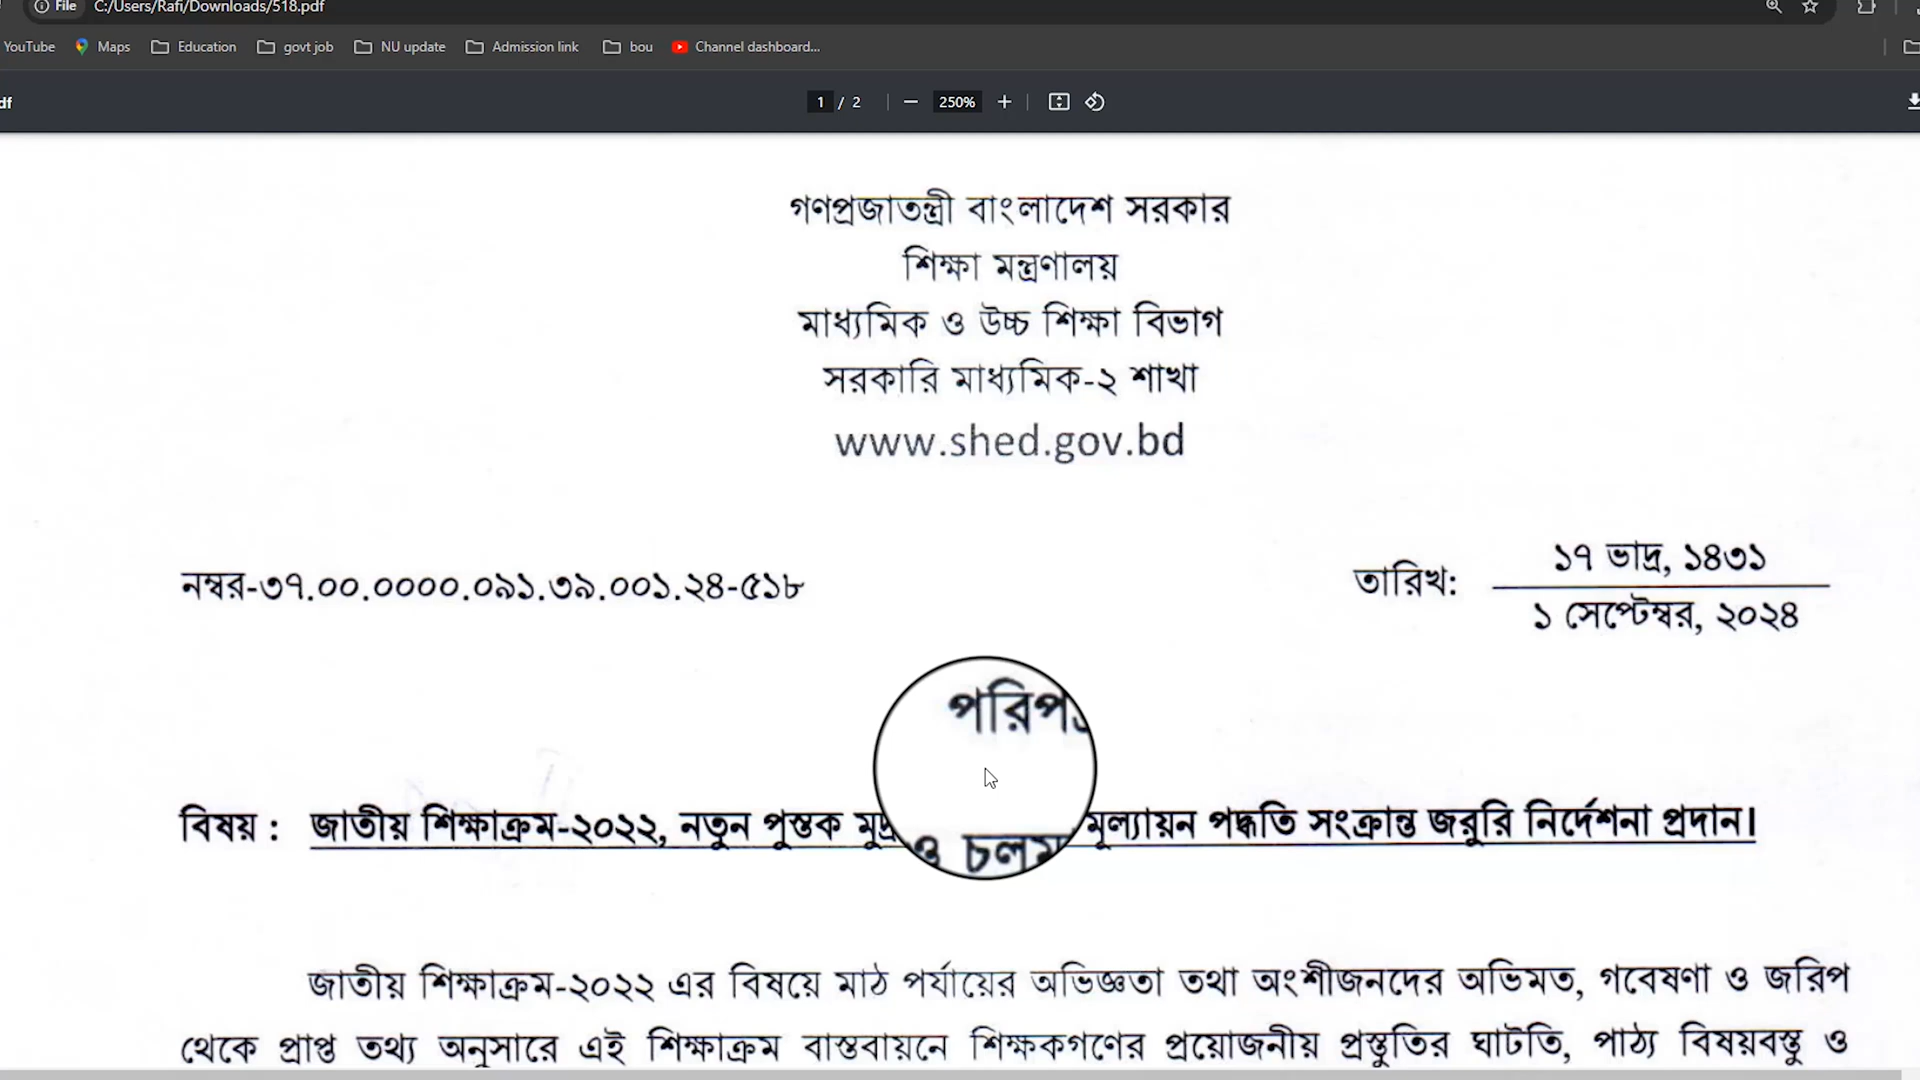 File C:/Users/Rafi/Downloads/518.pdf
YouTube Maps Education govt job NU update Admission link bou Channel dashboard...
df 1 / 2 250%
গণপ্রজাতন্ত্রী বাংলাদেশ সরকার
শিক্ষা মন্ত্রণালয়
মাধ্যমিক ও উচ্চ শিক্ষা বিভাগ
সরকারি মাধ্যমিক-২ শাখা
www.shed.gov.bd
নম্বর-৩৭.০০.০০০০.০৯১.৩৯.০০১.২৪-৫১৮
তারিখ: ১৭ ভাদ্র, ১৪৩১
১ সেপ্টেম্বর, ২০২৪
বিষয় : জাতীয় শিক্ষাক্রম-২০২২, নতুন পুস্তক ও মূল্যায়ন পদ্ধতি সংক্রান্ত জরুরি নির্দেশনা প্রদান।
জাতীয় শিক্ষাক্রম-২০২২ এর বিষয়ে মাঠ পর্যায়ের অভিজ্ঞতা তথা অংশীজনদের অভিমত, গবেষণা ও জরিপ
থেকে প্রাপ্ত তথ্য অনুসারে এই শিক্ষাক্রম বাস্তবায়নে শিক্ষকগণের প্রয়োজনীয় প্রস্তুতির ঘাটতি, পাঠ্য বিষয়বস্তু ও